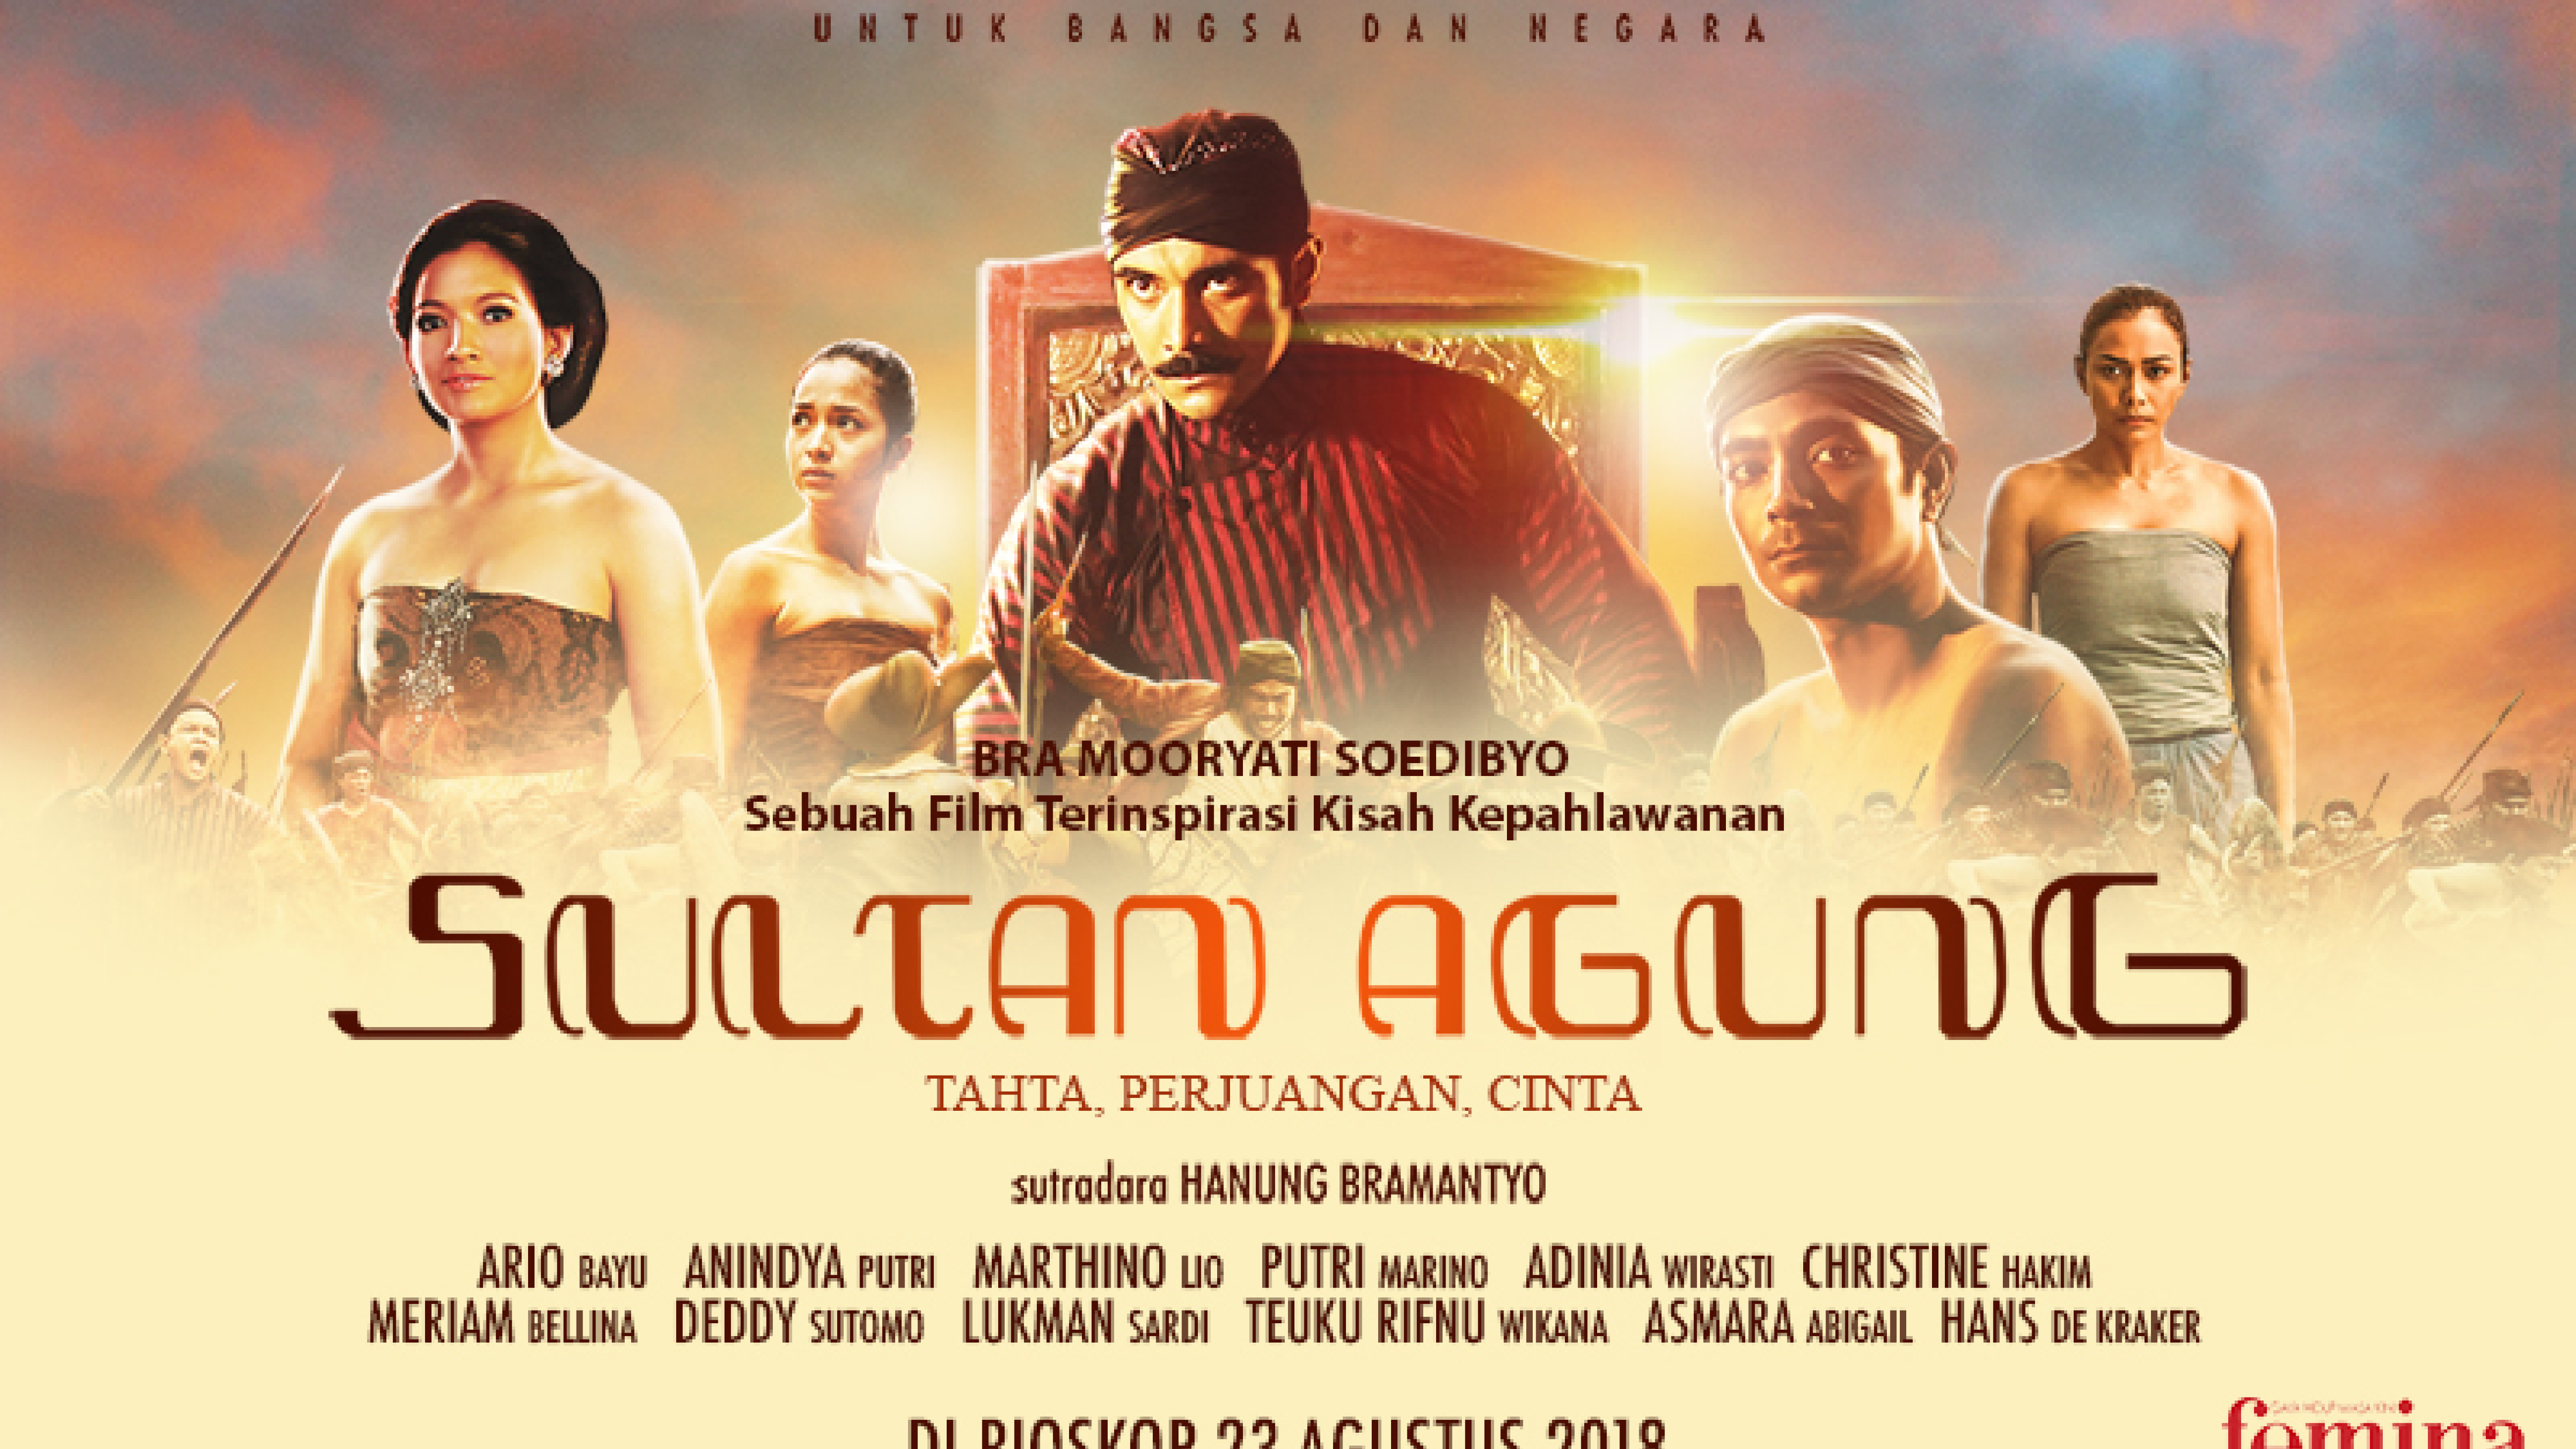 UNTUK BANGSA DAN NEGARA
BRA MOORYATI SOEDIBYO
Sebuah Film Terinspirasi Kisah Kepahlawanan
SULTAN AGUNG
TAHTA, PERJUANGAN, CINTA
sutradara HANUNG BRAMANTYO
ARIO BAYU ANINDYA PUTRI MARTHINO LIO PUTRI MARINO ADINIA WIRASTI CHRISTINE HAKIM
MERIAM BELLINA DEDDY SUTOMO LUKMAN SARDI TEUKU RIFNU WIKANA ASMARA ABIGAIL HANS DE KRAKER
DI BIOSKOP 23 AGUSTUS 2018
femina